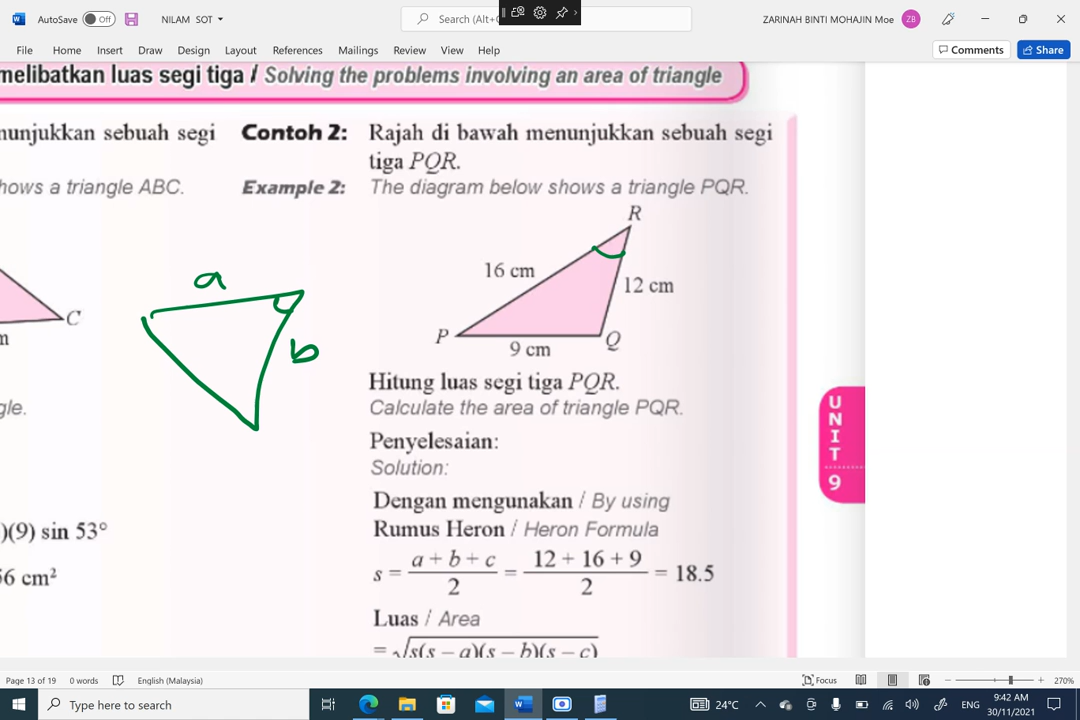 AutoSave Off NILAM SOT Search (Alt+ ZARINAH BINTI MOHAJIN Moe ZB
File Home Insert Draw Design Layout References Mailings Review View Help Comments Share
melibatkan luas segi tiga / Solving the problems involving an area of triangle
nunjukkan sebuah segi
hows a triangle ABC.
C
m
gle.
)(9) sin 53°
56 cm²
a
b
Contoh 2: Rajah di bawah menunjukkan sebuah segi
tiga PQR.
Example 2: The diagram below shows a triangle PQR.
R
16 cm
12 cm
P
Q
9 cm
Hitung luas segi tiga PQR.
Calculate the area of triangle PQR.
Penyelesaian:
Solution:
Dengan mengunakan / By using
Rumus Heron / Heron Formula
s = a + b + c / 2 = 12 + 16 + 9 / 2 = 18.5
Luas / Area
= √s(s − a)(s − b)(s − c)
UNIT
9
Page 13 of 19 0 words English (Malaysia) Focus 270%
Type here to search 24°C ENG 9:42 AM
30/11/2021